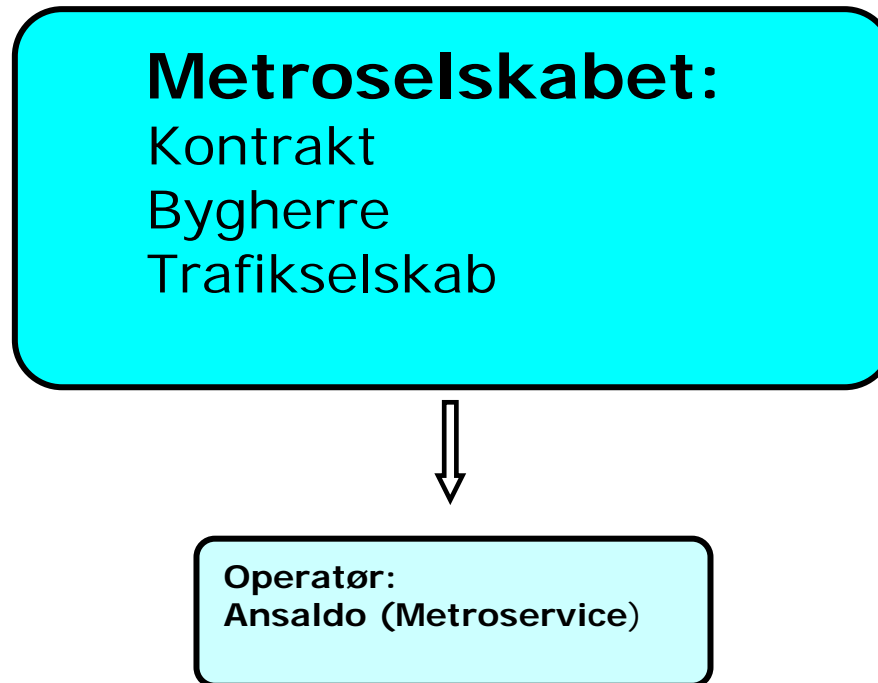 Metroselskabet:
Kontrakt
Bygherre
Trafikselskab
Operatør:
Ansaldo (Metroservice)